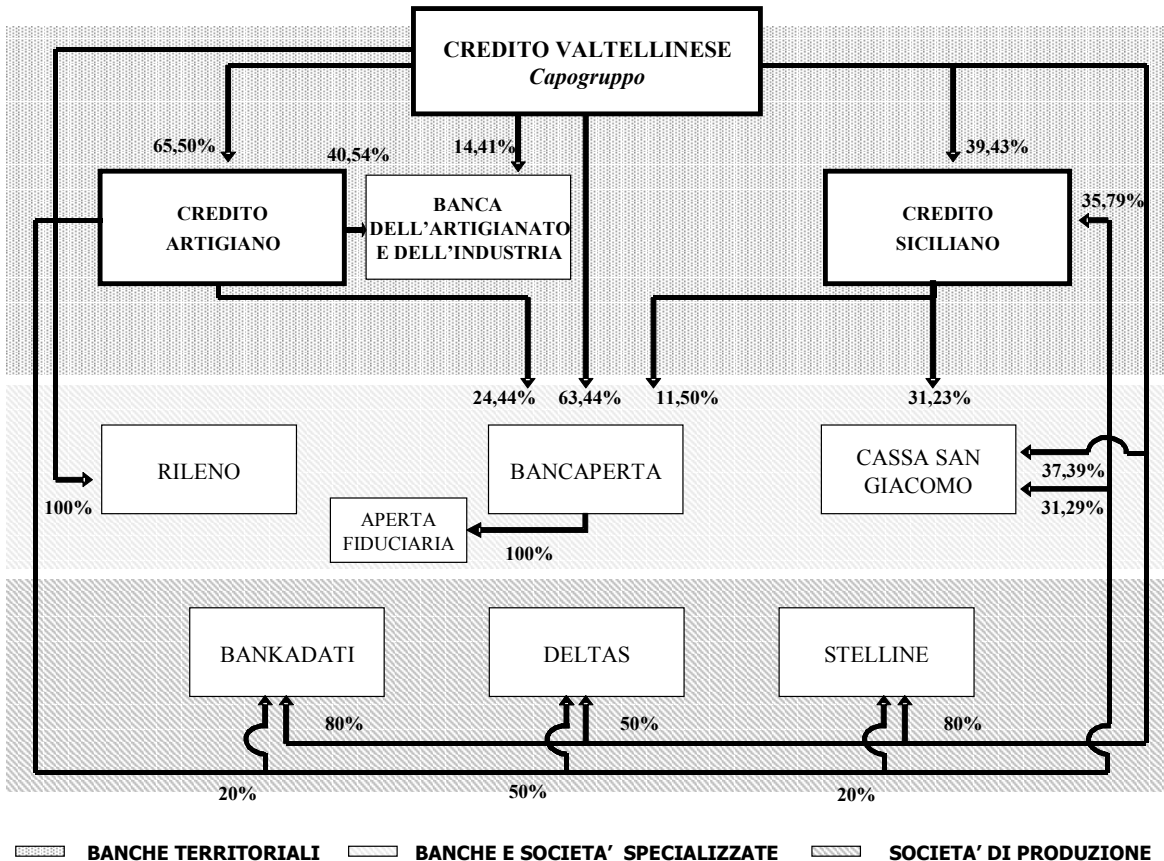 CREDITO VALTELLINESE
Capogruppo
65,50%
40,54%
14,41%
39,43%
CREDITO
ARTIGIANO
BANCA
DELL'ARTIGIANATO
E DELL'INDUSTRIA
CREDITO
SICILIANO
35,79%
24,44%
63,44%
11,50%
31,23%
RILENO
BANCAPERTA
CASSA SAN
GIACOMO
37,39%
100%
31,29%
APERTA
FIDUCIARIA
100%
BANKADATI
DELTAS
STELLINE
80%
50%
80%
20%
50%
20%
BANCHE TERRITORIALI
BANCHE E SOCIETA' SPECIALIZZATE
SOCIETA' DI PRODUZIONE